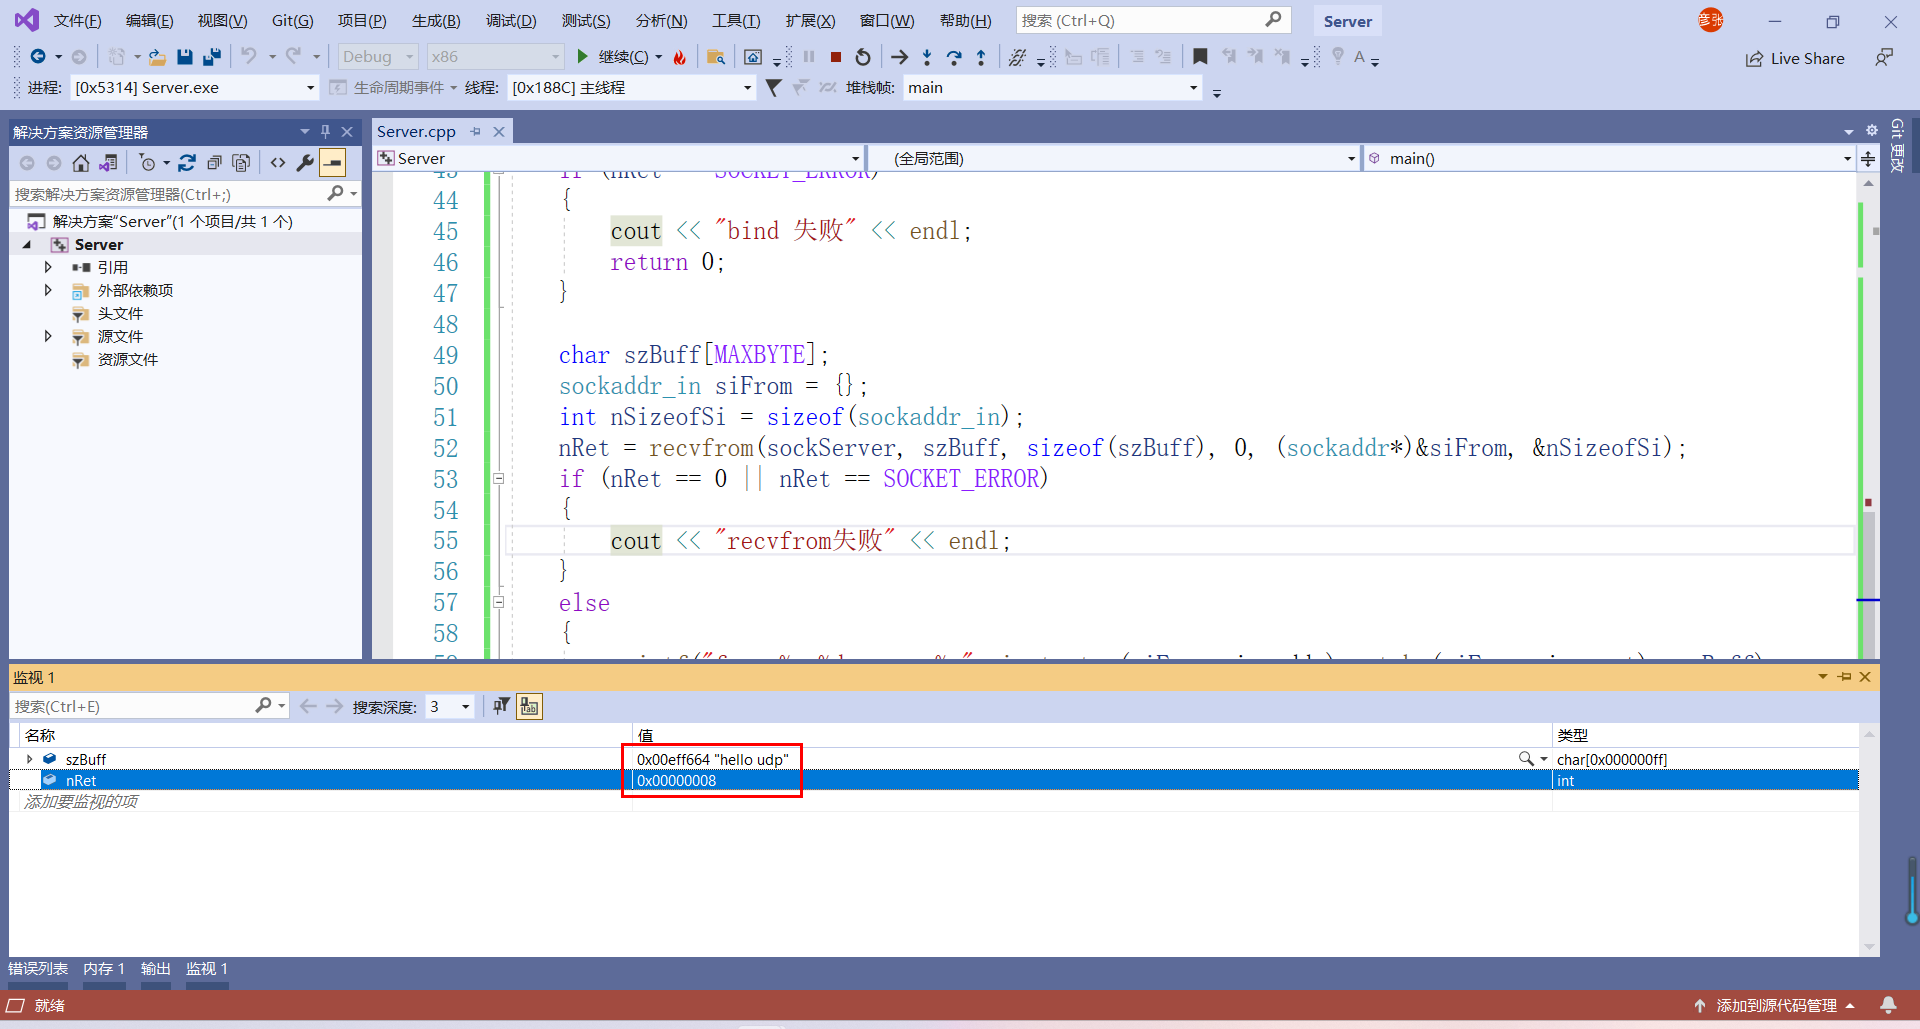 文件(F) 编辑(E) 视图(V) Git(G) 项目(P) 生成(B) 调试(D) 测试(S) 分析(N) 工具(T) 扩展(X) 窗口(W) 帮助(H) 搜索 (Ctrl+Q) Server 彦张
Debug x86 继续(C) Live Share
进程: [0x5314] Server.exe 生命周期事件 线程: [0x188C] 主线程 堆栈帧: main
解决方案资源管理器
搜索解决方案资源管理器(Ctrl+;)
解决方案"Server"(1 个项目/共 1 个)
Server
引用
外部依赖项
头文件
源文件
资源文件
Server.cpp
Server (全局范围) main()
44 {
45 cout << "bind 失败" << endl;
46 return 0;
47 }
48
49 char szBuff[MAXBYTE];
50 sockaddr_in siFrom = {};
51 int nSizeofSi = sizeof(sockaddr_in);
52 nRet = recvfrom(sockServer, szBuff, sizeof(szBuff), 0, (sockaddr*)&siFrom, &nSizeofSi);
53 if (nRet == 0 || nRet == SOCKET_ERROR)
54 {
55 cout << "recvfrom失败" << endl;
56 }
57 else
58 {
Git 更改
监视 1
搜索(Ctrl+E) 搜索深度: 3
名称 值 类型
szBuff 0x00eff664 "hello udp" char[0x000000ff]
nRet 0x00000008 int
添加要监视的项
错误列表 内存 1 输出 监视 1
就绪 添加到源代码管理